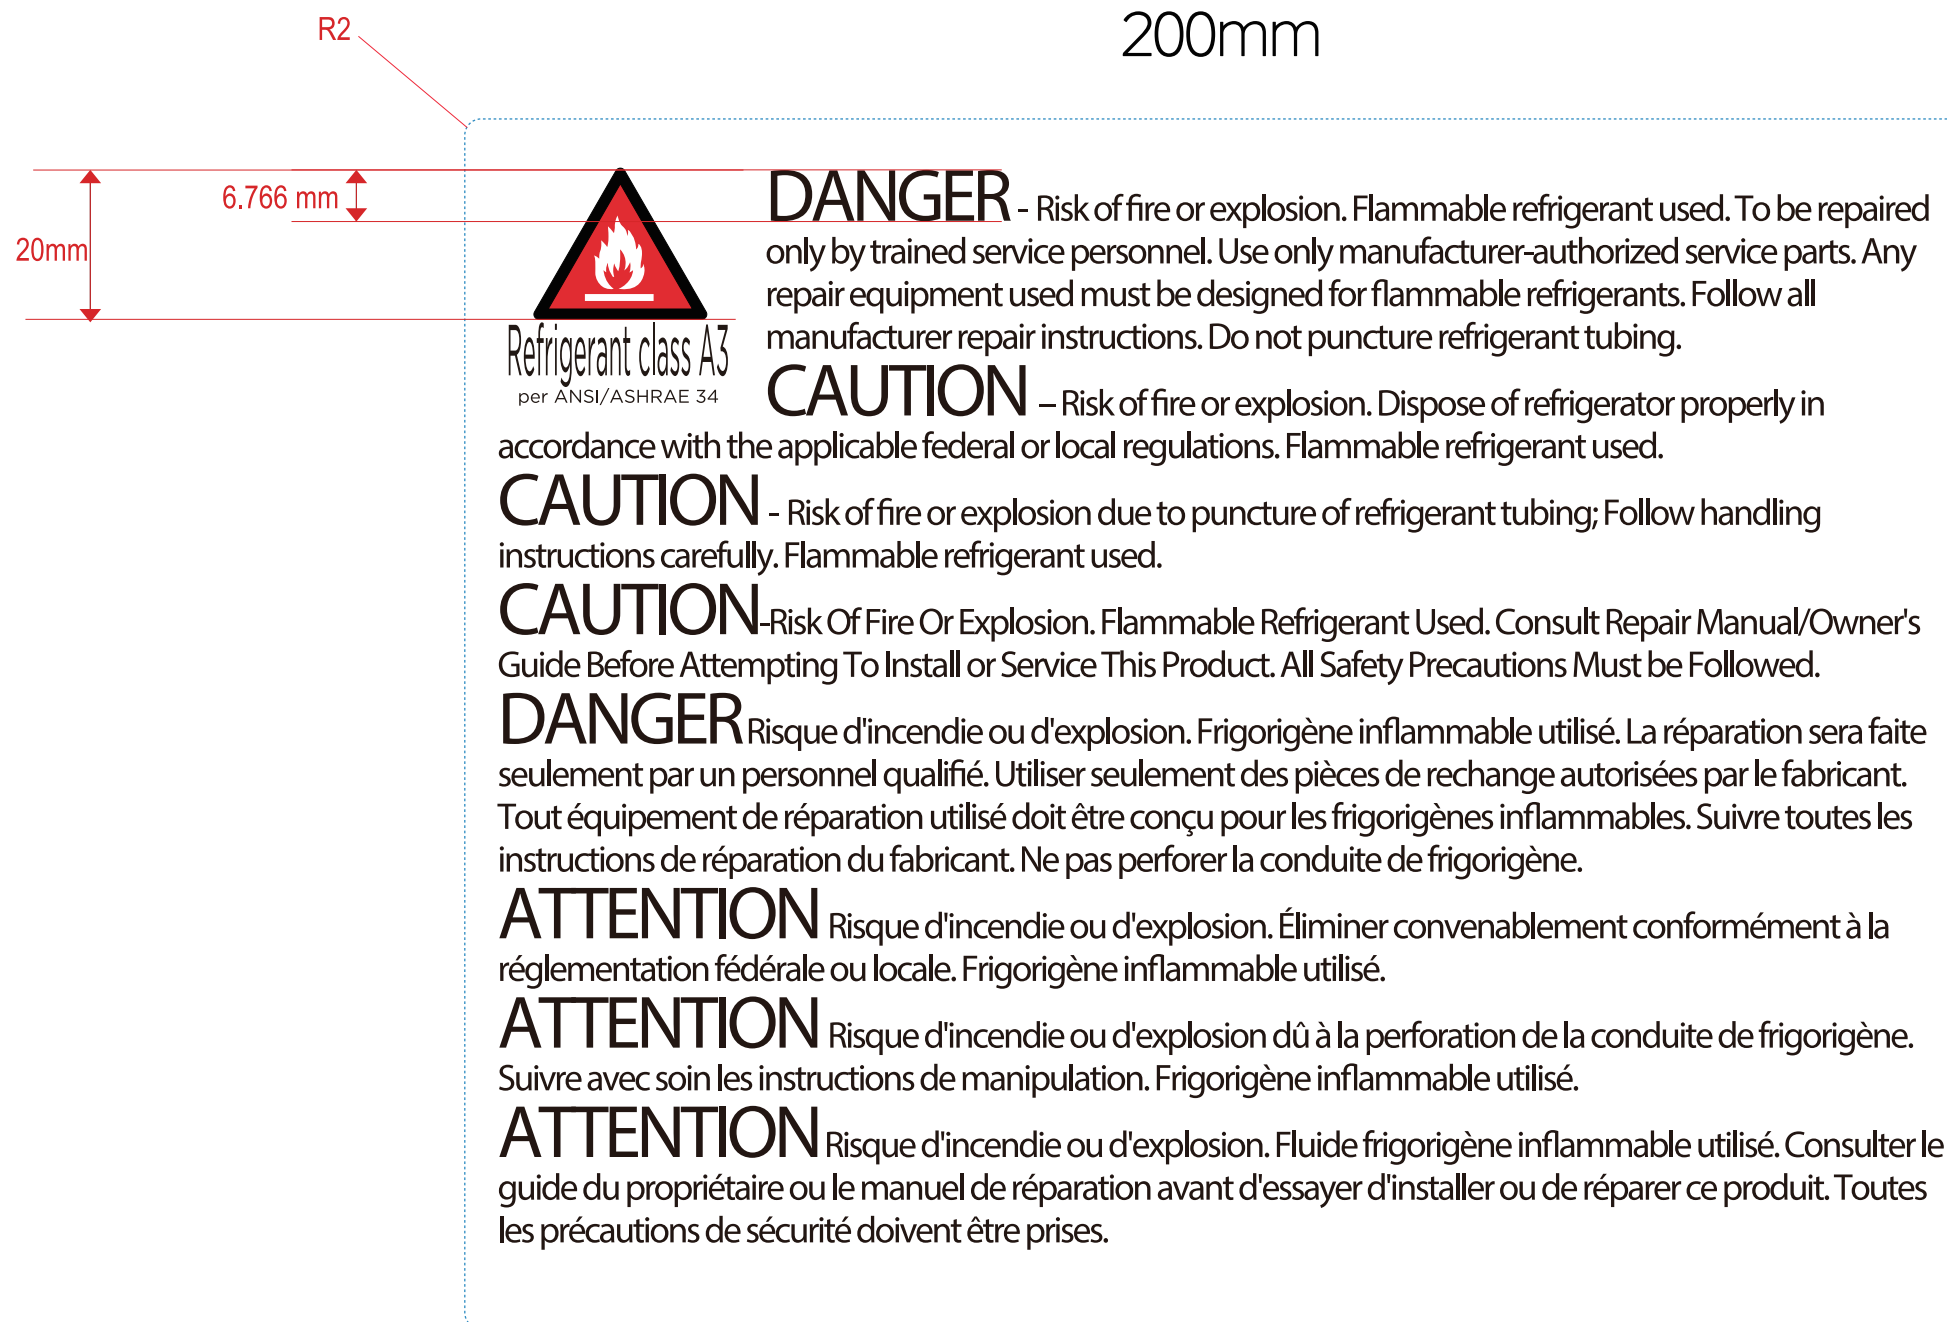 R2
200mm
6.766 mm
20mm
Refrigerant class A3
per ANSI/ASHRAE 34
DANGER - Risk of fire or explosion. Flammable refrigerant used. To be repaired
only by trained service personnel. Use only manufacturer-authorized service parts. Any
repair equipment used must be designed for flammable refrigerants. Follow all
manufacturer repair instructions. Do not puncture refrigerant tubing.
CAUTION – Risk of fire or explosion. Dispose of refrigerator properly in
accordance with the applicable federal or local regulations. Flammable refrigerant used.
CAUTION - Risk of fire or explosion due to puncture of refrigerant tubing; Follow handling
instructions carefully. Flammable refrigerant used.
CAUTION-Risk Of Fire Or Explosion. Flammable Refrigerant Used. Consult Repair Manual/Owner's
Guide Before Attempting To Install or Service This Product. All Safety Precautions Must be Followed.
DANGER Risque d'incendie ou d'explosion. Frigorigène inflammable utilisé. La réparation sera faite
seulement par un personnel qualifié. Utiliser seulement des pièces de rechange autorisées par le fabricant.
Tout équipement de réparation utilisé doit être conçu pour les frigorigènes inflammables. Suivre toutes les
instructions de réparation du fabricant. Ne pas perforer la conduite de frigorigène.
ATTENTION Risque d'incendie ou d'explosion. Éliminer convenablement conformément à la
réglementation fédérale ou locale. Frigorigène inflammable utilisé.
ATTENTION Risque d'incendie ou d'explosion dû à la perforation de la conduite de frigorigène.
Suivre avec soin les instructions de manipulation. Frigorigène inflammable utilisé.
ATTENTION Risque d'incendie ou d'explosion. Fluide frigorigène inflammable utilisé. Consulter le
guide du propriétaire ou le manuel de réparation avant d'essayer d'installer ou de réparer ce produit. Toutes
les précautions de sécurité doivent être prises.